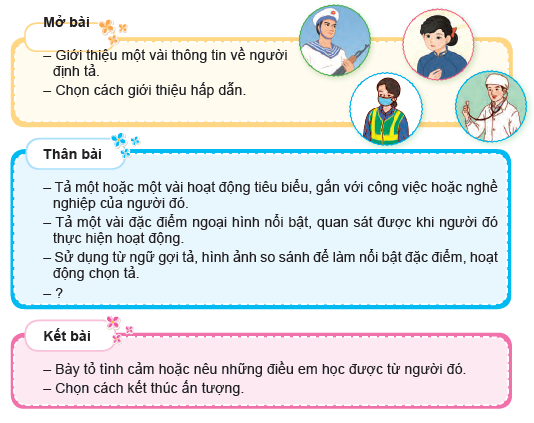 Mở bài
– Giới thiệu một vài thông tin về người
định tả.
– Chọn cách giới thiệu hấp dẫn.
Thân bài
– Tả một hoặc một vài hoạt động tiêu biểu, gắn với công việc hoặc nghề
nghiệp của người đó.
– Tả một vài đặc điểm ngoại hình nổi bật, quan sát được khi người đó
thực hiện hoạt động.
– Sử dụng từ ngữ gợi tả, hình ảnh so sánh để làm nổi bật đặc điểm, hoạt
động chọn tả.
– ?
Kết bài
– Bày tỏ tình cảm hoặc nêu những điều em học được từ người đó.
– Chọn cách kết thúc ấn tượng.